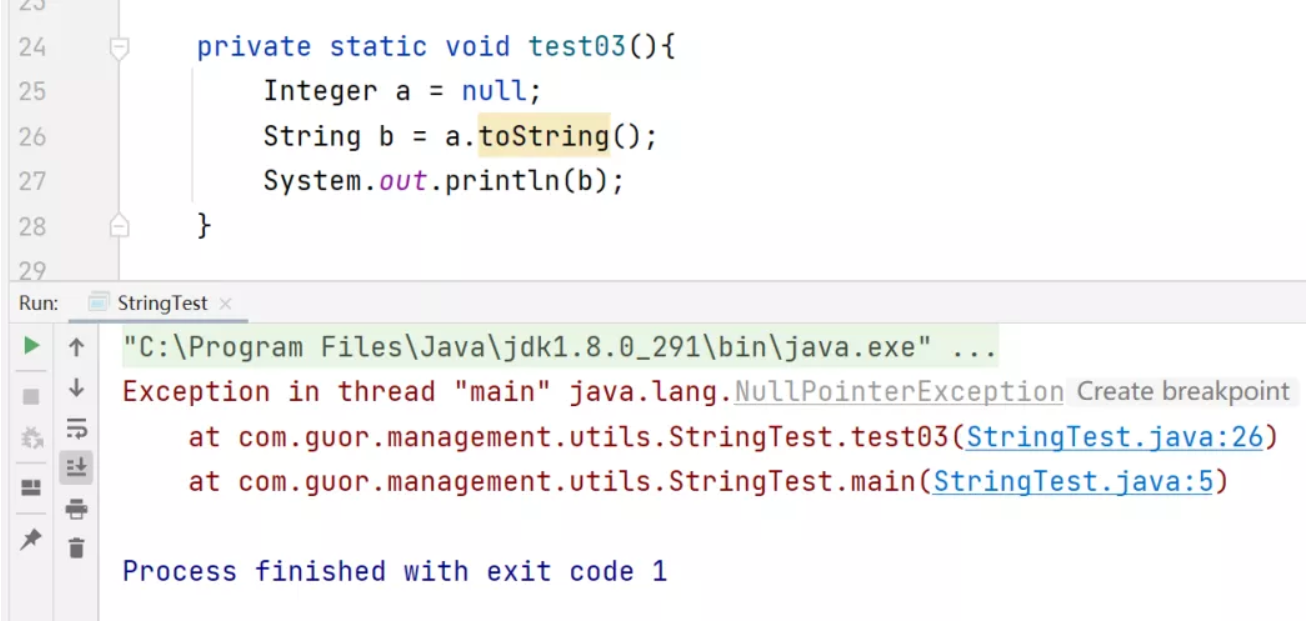 23
24 private static void test03(){
25 Integer a = null;
26 String b = a.toString();
27 System.out.println(b);
28 }
29
Run: StringTest ×
"C:\Program Files\Java\jdk1.8.0_291\bin\java.exe" ...
Exception in thread "main" java.lang.NullPointerException Create breakpoint
at com.guor.management.utils.StringTest.test03(StringTest.java:26)
at com.guor.management.utils.StringTest.main(StringTest.java:5)
Process finished with exit code 1